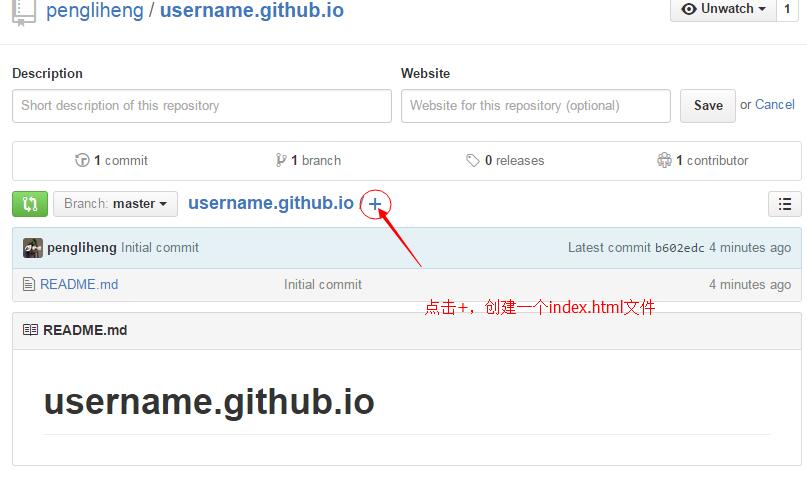 pengliheng / username.github.io
Unwatch 1
Description Website
Short description of this repository Website for this repository (optional) Save or Cancel
1 commit 1 branch 0 releases 1 contributor
Branch: master username.github.io / +
pengliheng Initial commit Latest commit b602edc 4 minutes ago
README.md Initial commit 4 minutes ago
点击+，创建一个index.html文件
README.md
username.github.io